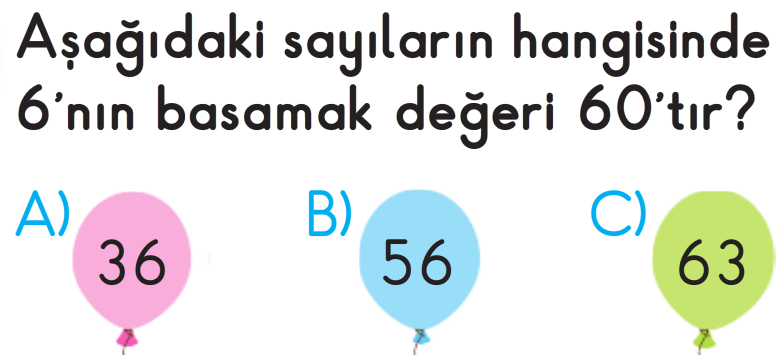 Aşağıdaki sayıların hangisinde
6’nın basamak değeri 60’tır?
A) 36 B) 56 C) 63